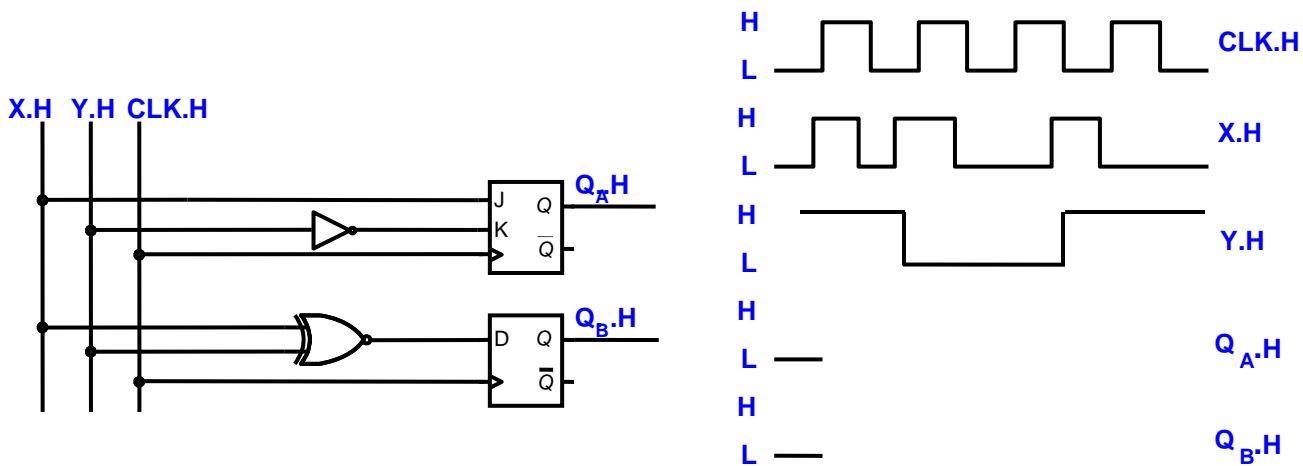 X.H Y.H CLK.H
J Q
K Q
Q_A.H
D Q
Q
Q_B.H
H
L
CLK.H
H
L
X.H
H
L
Y.H
H
L
Q_A.H
H
L
Q_B.H